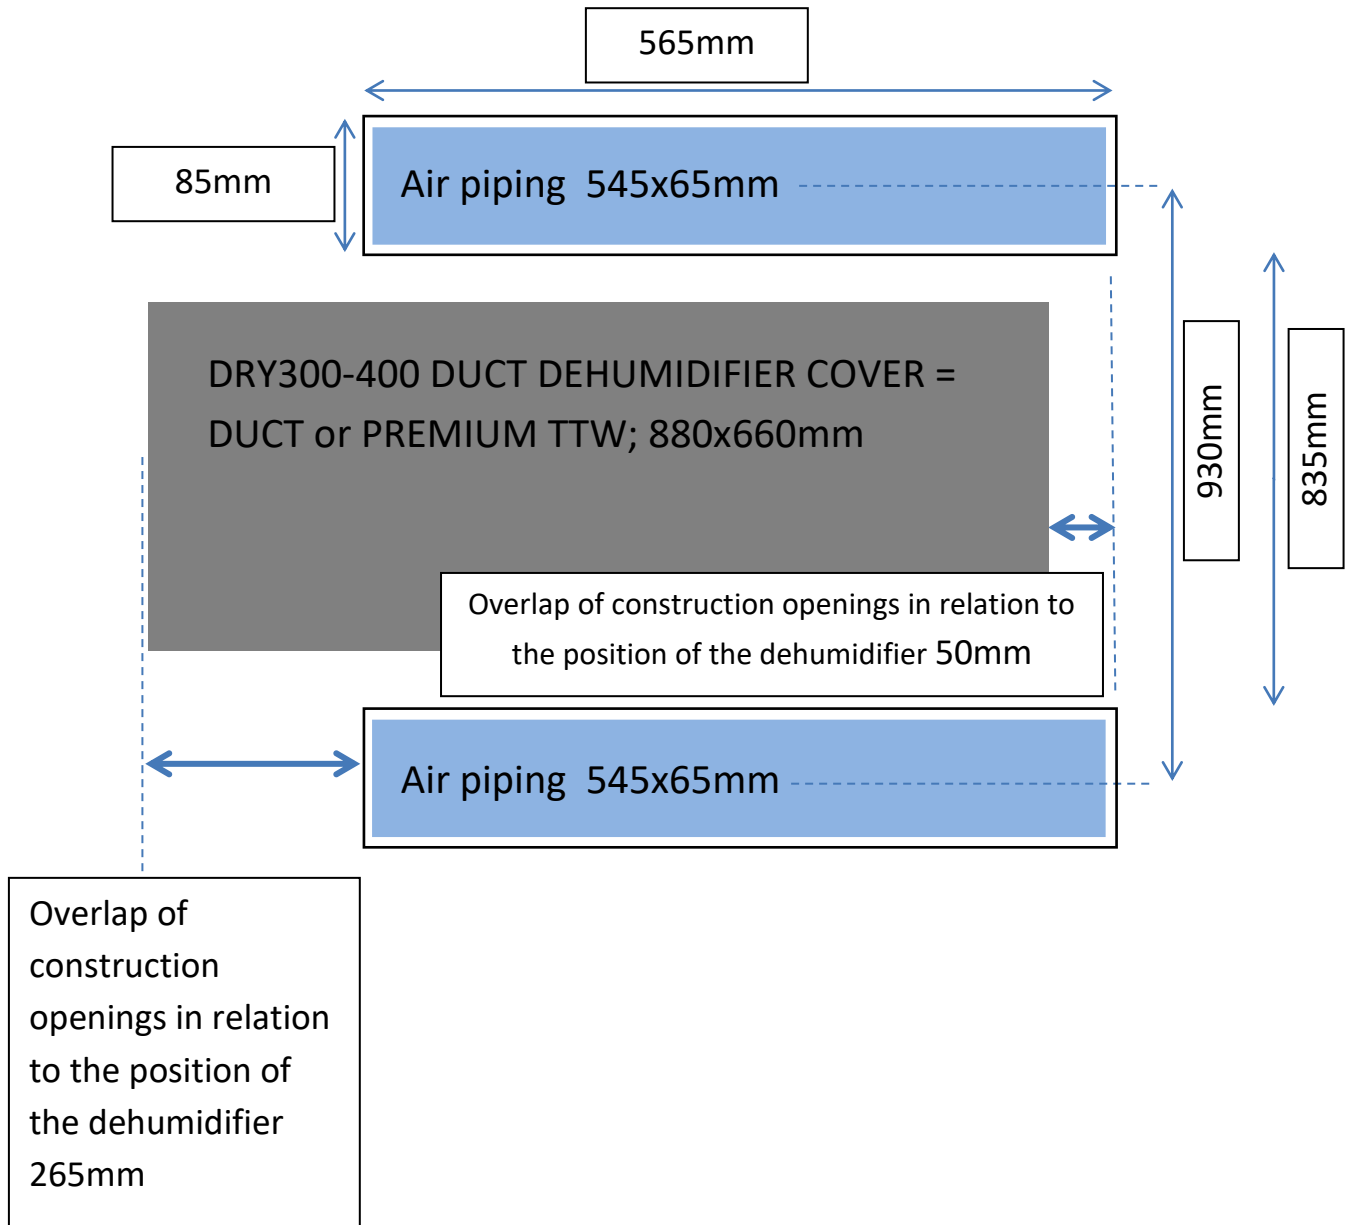 565mm
85mm
Air piping  545x65mm
DRY300-400 DUCT DEHUMIDIFIER COVER =
DUCT or PREMIUM TTW; 880x660mm
930mm
835mm
Overlap of construction openings in relation to
the position of the dehumidifier 50mm
Air piping  545x65mm
Overlap of
construction
openings in relation
to the position of
the dehumidifier
265mm